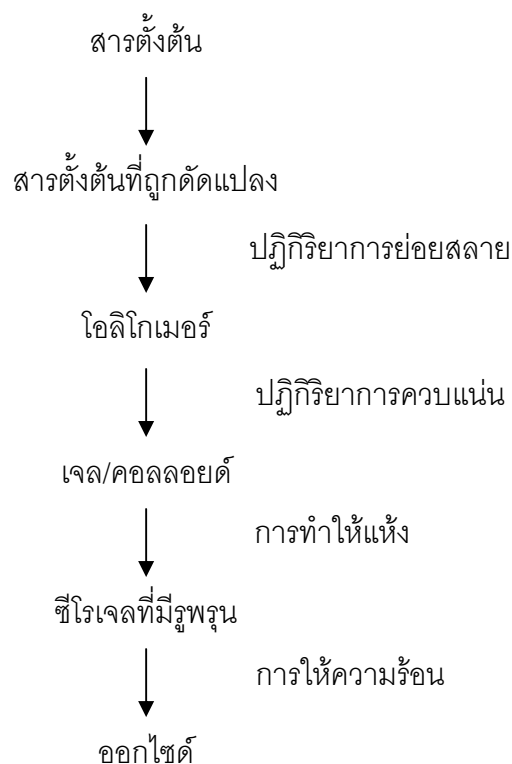 สารตั้งต้น
สารตั้งต้นที่ถูกดัดแปลง
ปฏิกิริยาการย่อยสลาย
โอลิโกเมอร์
ปฏิกิริยาการควบแน่น
เจล/คอลลอยด์
การทำให้แห้ง
ซีโรเจลที่มีรูพรุน
การให้ความร้อน
ออกไซด์